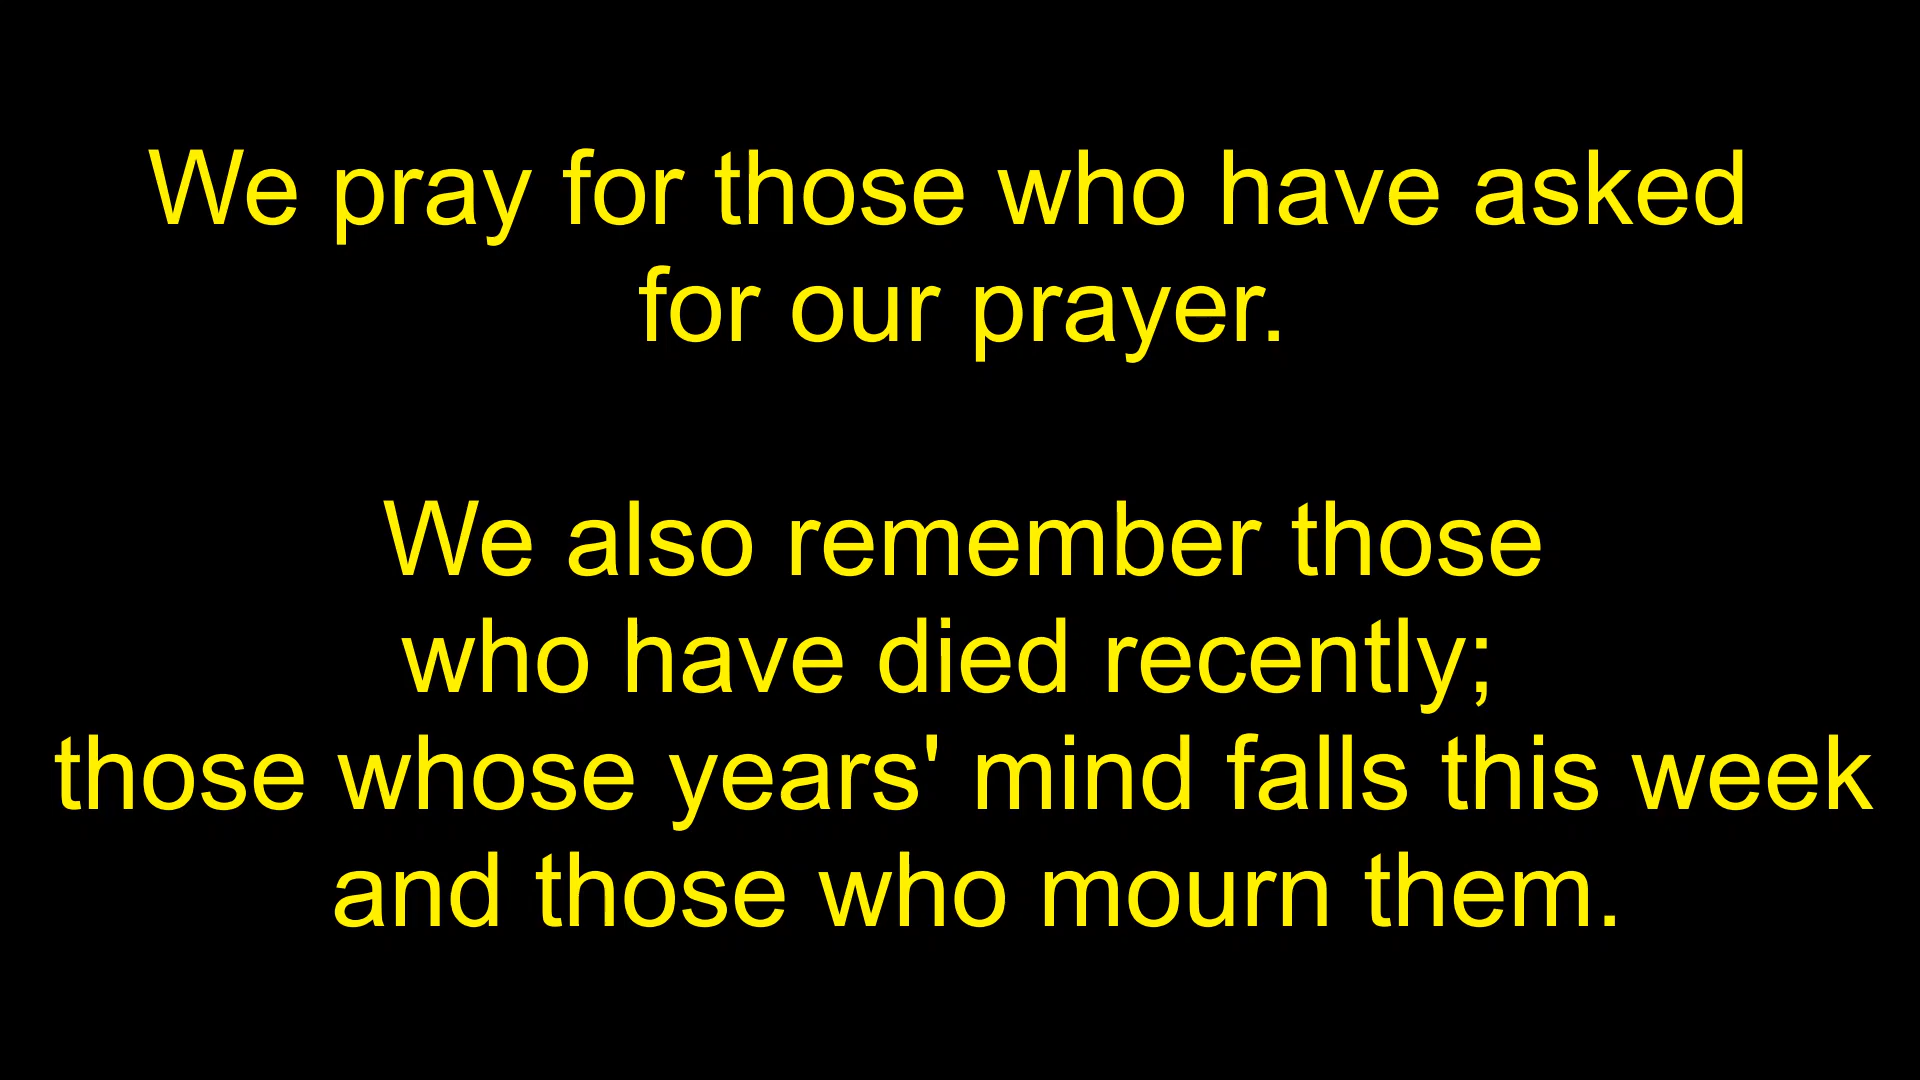 We pray for those who have asked
for our prayer.
We also remember those
who have died recently;
those whose years' mind falls this week
and those who mourn them.